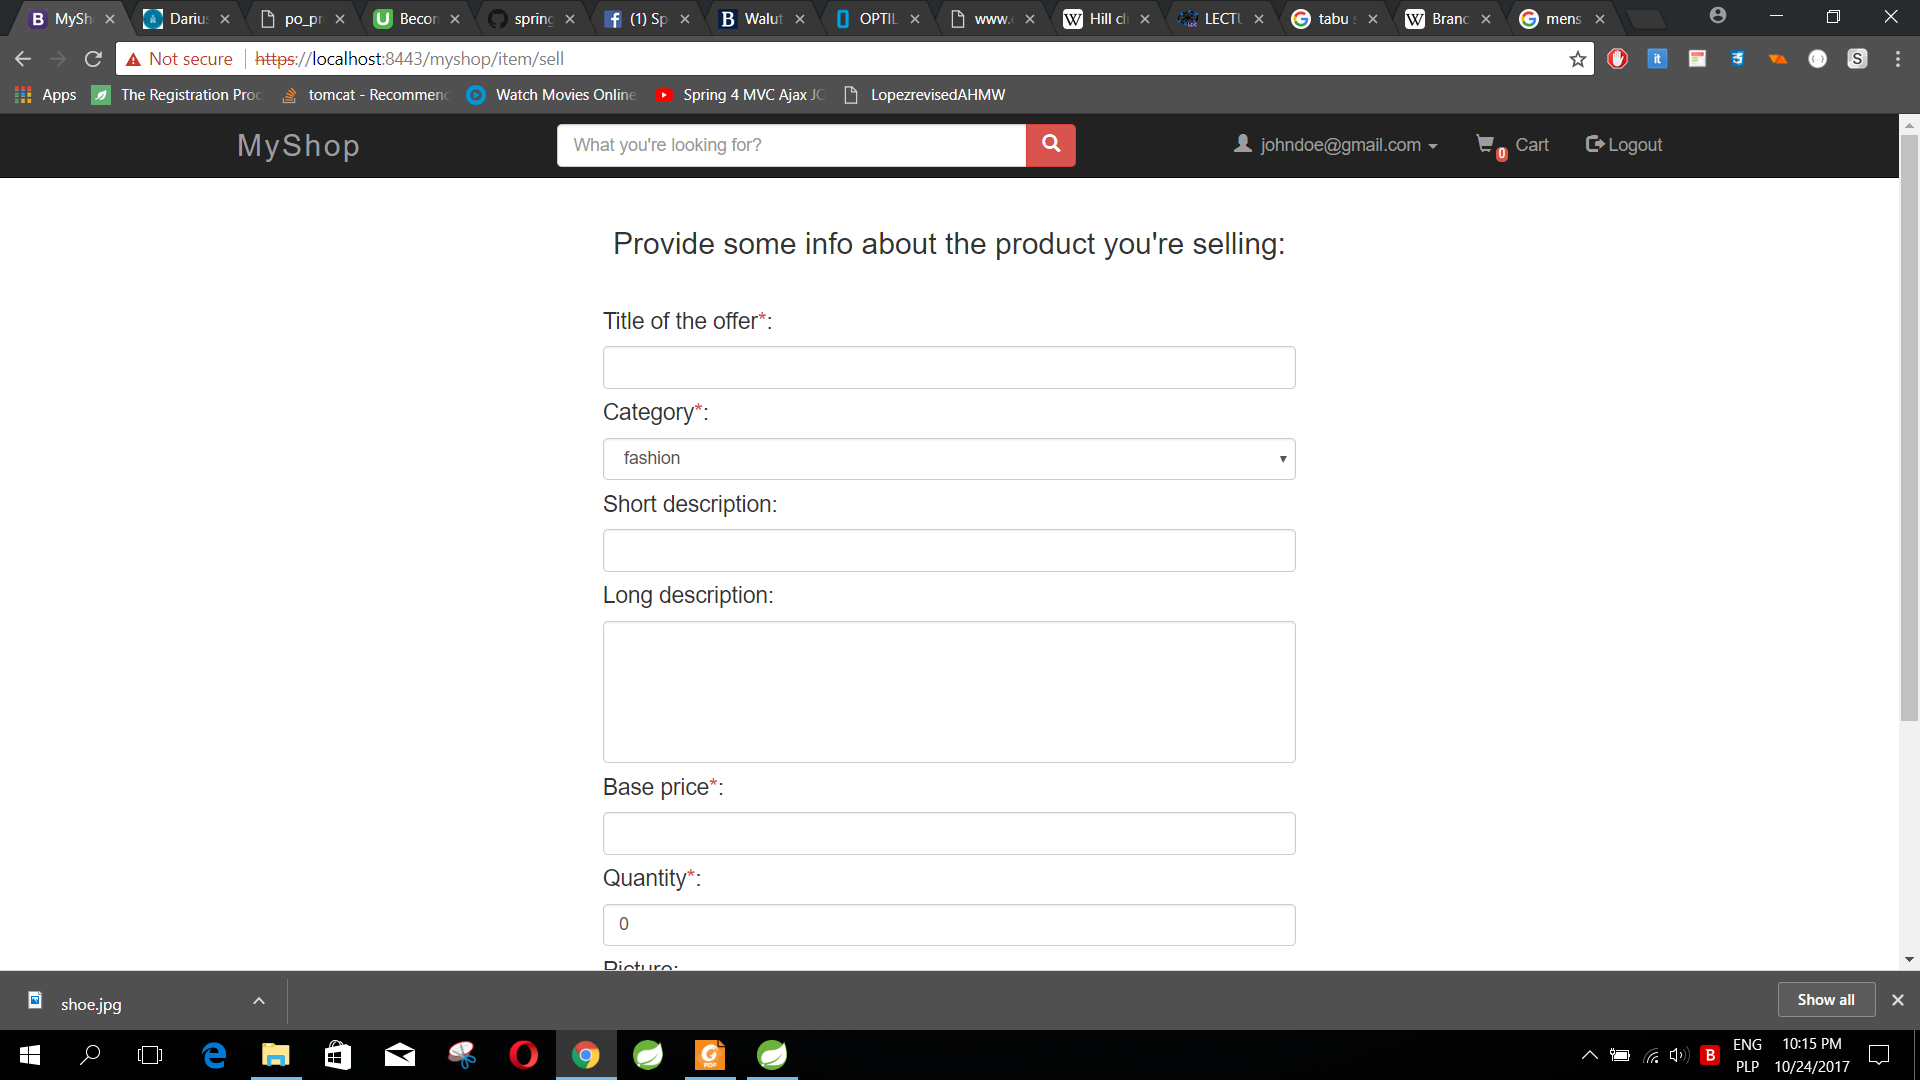 MySh
Darius
po_pr
Becon
spring
(1) Sp
Walut
OPTIL
www.
Hill cli
LECTU
tabu s
Branc
mens
Not secure
https://localhost:8443/myshop/item/sell
Apps
The Registration Proc
tomcat - Recommen
Watch Movies Online
Spring 4 MVC Ajax JC
LopezrevisedAHMW
MyShop
What you're looking for?
johndoe@gmail.com
0
Cart
Logout
Provide some info about the product you're selling:
Title of the offer*:
Category*:
fashion
Short description:
Long description:
Base price*:
Quantity*:
0
Picture:
shoe.jpg
Show all
ENG
PLP
10:15 PM
10/24/2017